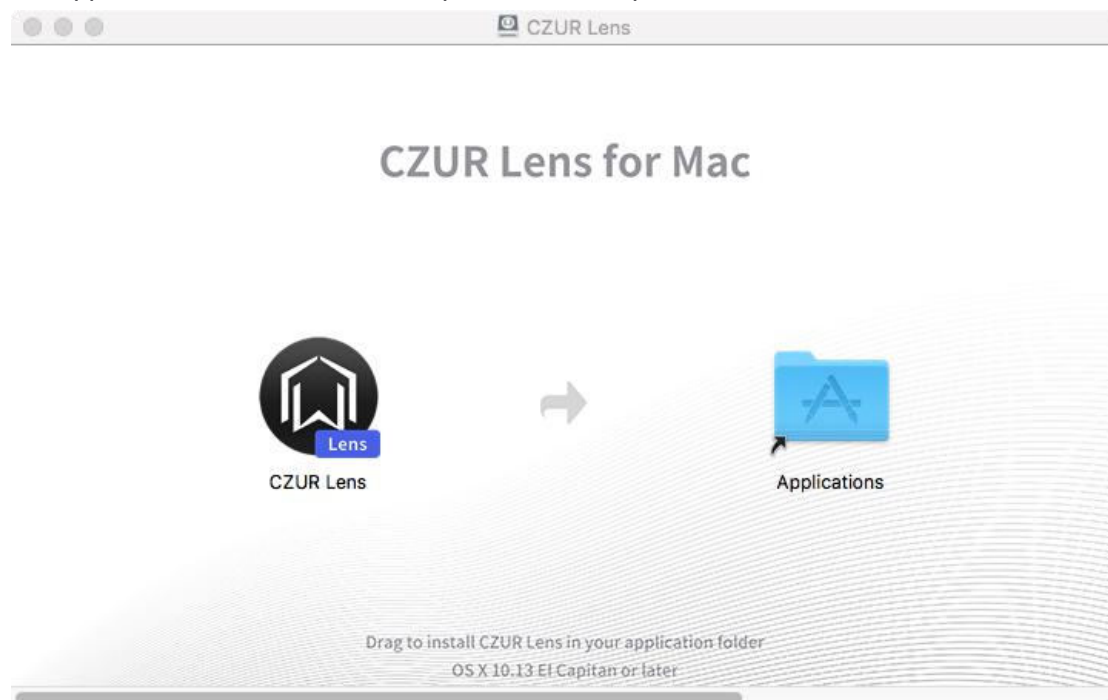 CZUR Lens
CZUR Lens for Mac
Lens
CZUR Lens
Applications
Drag to install CZUR Lens in your application folder
OS X 10.13 EI Capitan or later